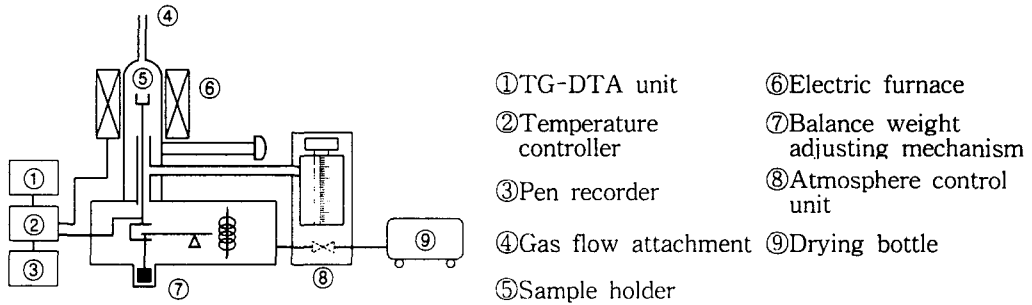 ④
⑤
⑥
①
②
③
⑦
⑧
⑨
①TG-DTA unit
②Temperature
controller
③Pen recorder
④Gas flow attachment
⑤Sample holder
⑥Electric furnace
⑦Balance weight
adjusting mechanism
⑧Atmosphere control
unit
⑨Drying bottle